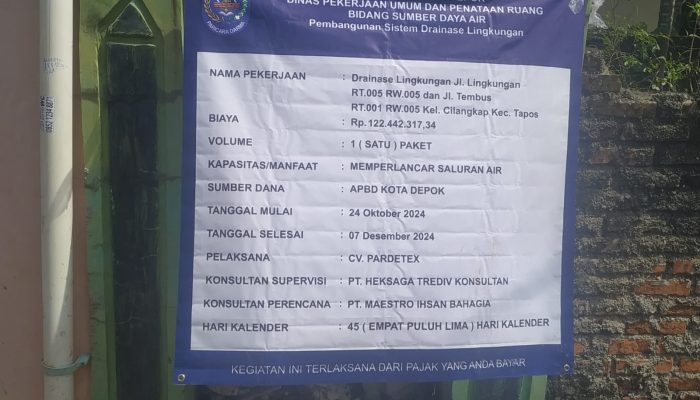 DINAS PEKERJAAN UMUM DAN PENATAAN RUANG
BIDANG SUMBER DAYA AIR
Pembangunan Sistem Drainase Lingkungan
NAMA PEKERJAAN : Drainase Lingkungan Jl. Lingkungan
RT.005 RW.005 dan Jl. Tembus
RT.001 RW.005 Kel. Cilangkap Kec. Tapos
BIAYA : Rp.122.442.317,34
VOLUME : 1 ( SATU ) PAKET
KAPASITAS/MANFAAT : MEMPERLANCAR SALURAN AIR
SUMBER DANA : APBD KOTA DEPOK
TANGGAL MULAI : 24 Oktober 2024
TANGGAL SELESAI : 07 Desember 2024
PELAKSANA : CV. PARDETEX
KONSULTAN SUPERVISI : PT. HEKSAGA TREDIV KONSULTAN
KONSULTAN PERENCANA : PT. MAESTRO IHSAN BAHAGIA
HARI KALENDER : 45 ( EMPAT PULUH LIMA ) HARI KALENDER
KEGIATAN INI TERLAKSANA DARI PAJAK YANG ANDA BAYAR